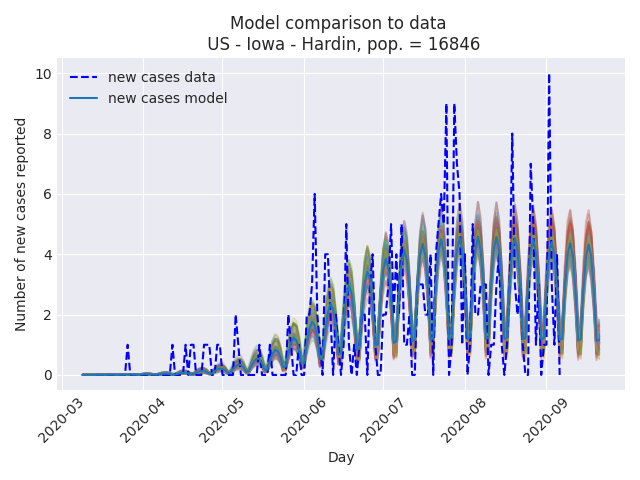 Model comparison to data
US - Iowa - Hardin, pop. = 16846
new cases data
new cases model
Number of new cases reported
10
8
6
4
2
0
2020-03
2020-04
2020-05
2020-06
2020-07
2020-08
2020-09
Day